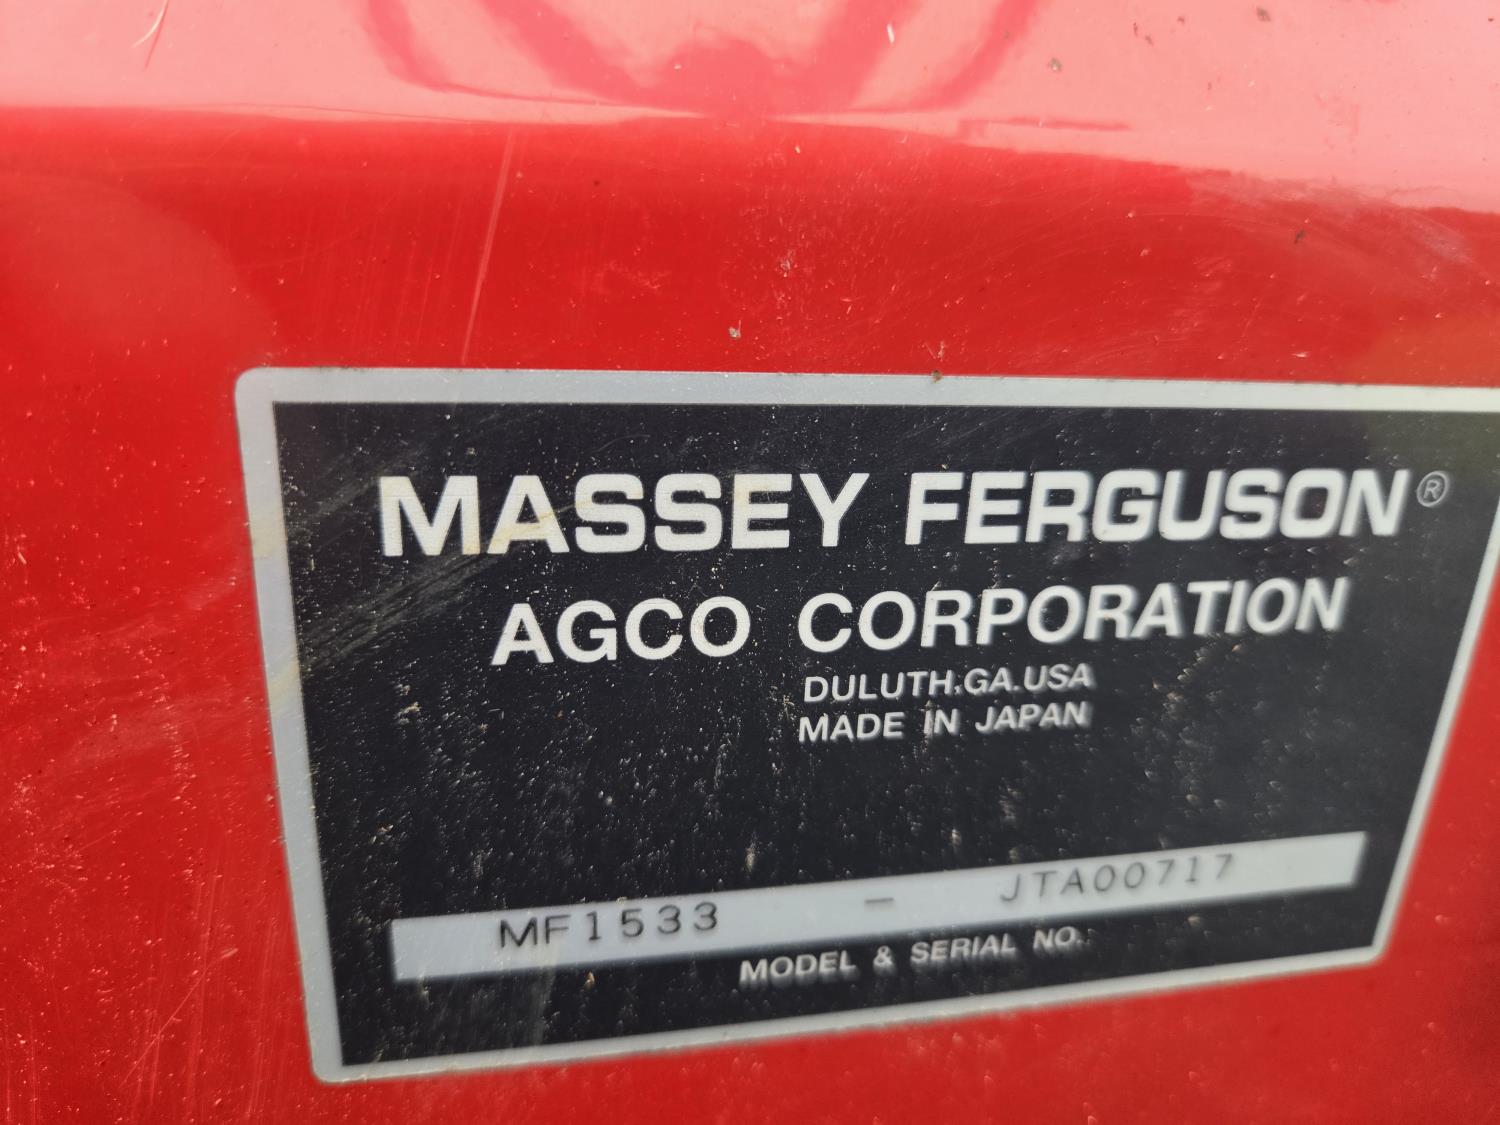 MASSEY FERGUSON®
AGCO CORPORATION
DULUTH.GA.USA
MADE IN JAPAN
MF1533 – JTA00717
MODEL & SERIAL NO.